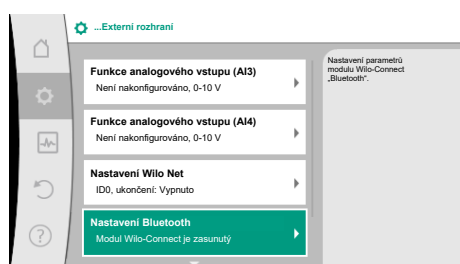 ...Externí rozhraní
Funkce analogového vstupu (AI3)
Není nakonfigurováno, 0-10 V
Funkce analogového vstupu (AI4)
Není nakonfigurováno, 0-10 V
Nastavení Wilo Net
ID0, ukončení: Vypnuto
Nastavení Bluetooth
Modul Wilo-Connect je zasunutý
Nastavení parametrů
modulu Wilo-Connect
„Bluetooth“.